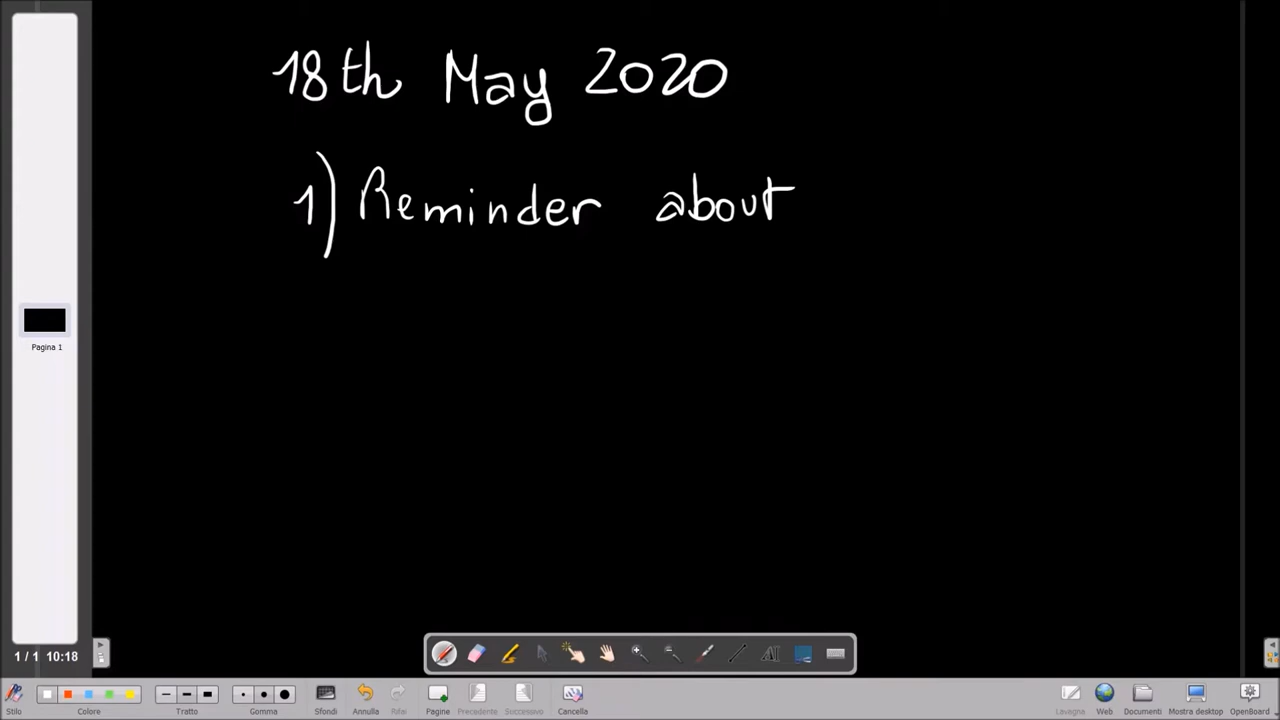 18th May 2020
1) Reminder about
Pagina 1
1 / 1 10:18
Stilo
Colore
Tratto
Gomma
Sfondi
Annulla
Rifai
Pagine
Precedente
Successivo
Cancella
Lavagna
Web
Documenti
Mostra desktop
OpenBoard